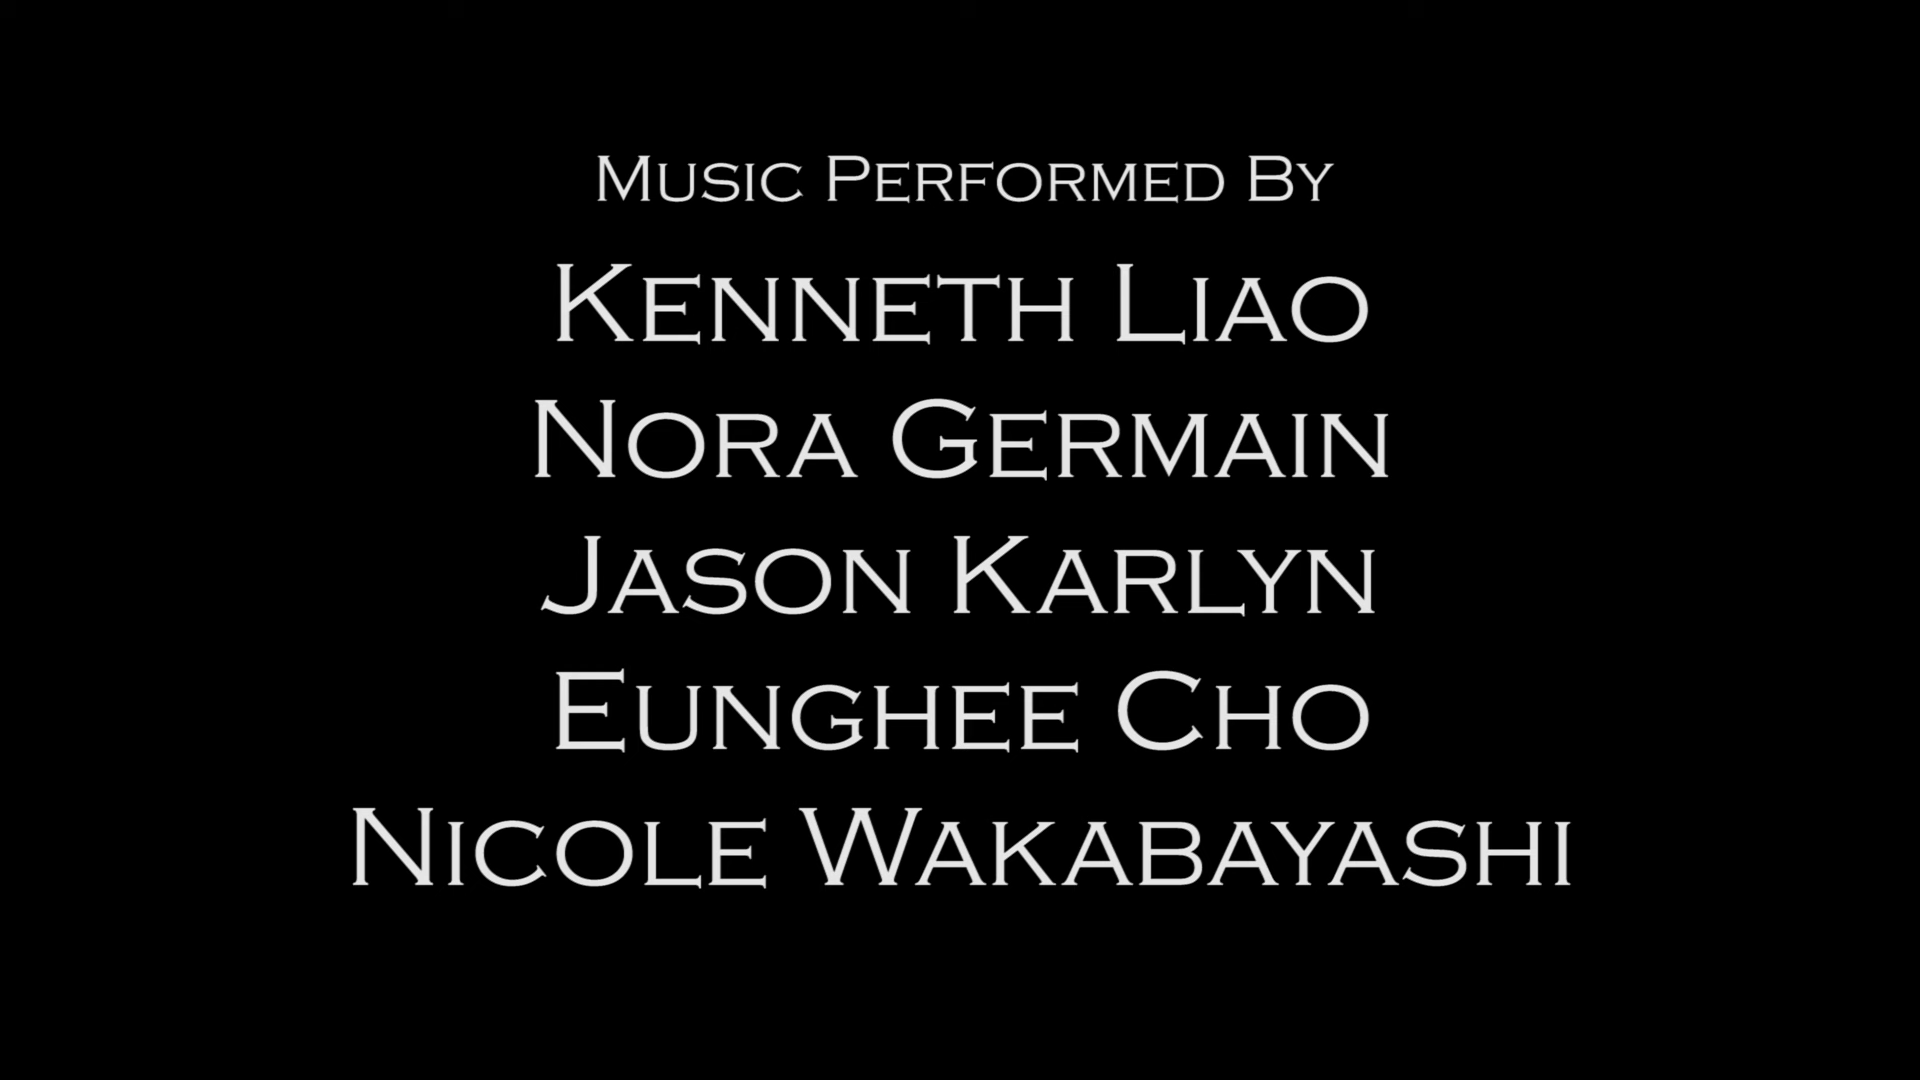 Music Performed By
Kenneth Liao
Nora Germain
Jason Karlyn
Eunghee Cho
Nicole Wakabayashi